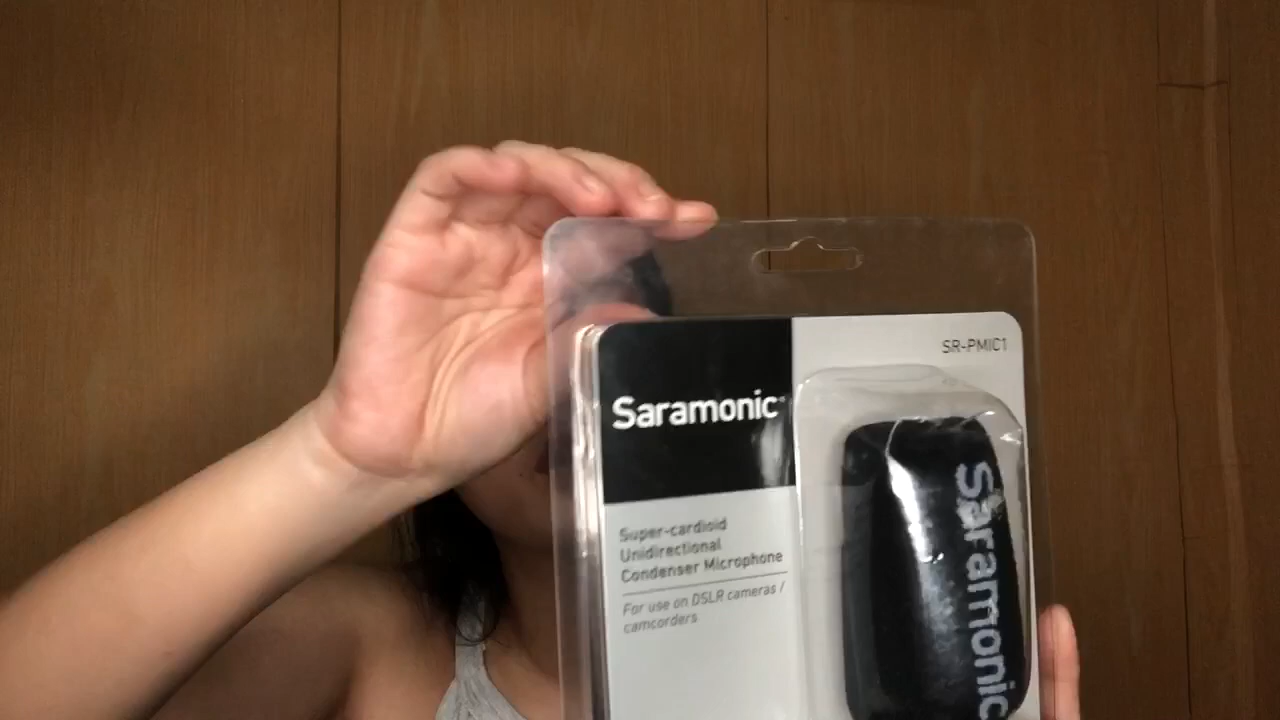 SR-PMIC1
Saramonic
Super-cardioid
Unidirectional
Condenser Microphone
For use on DSLR cameras /
camcorders
Saramonic